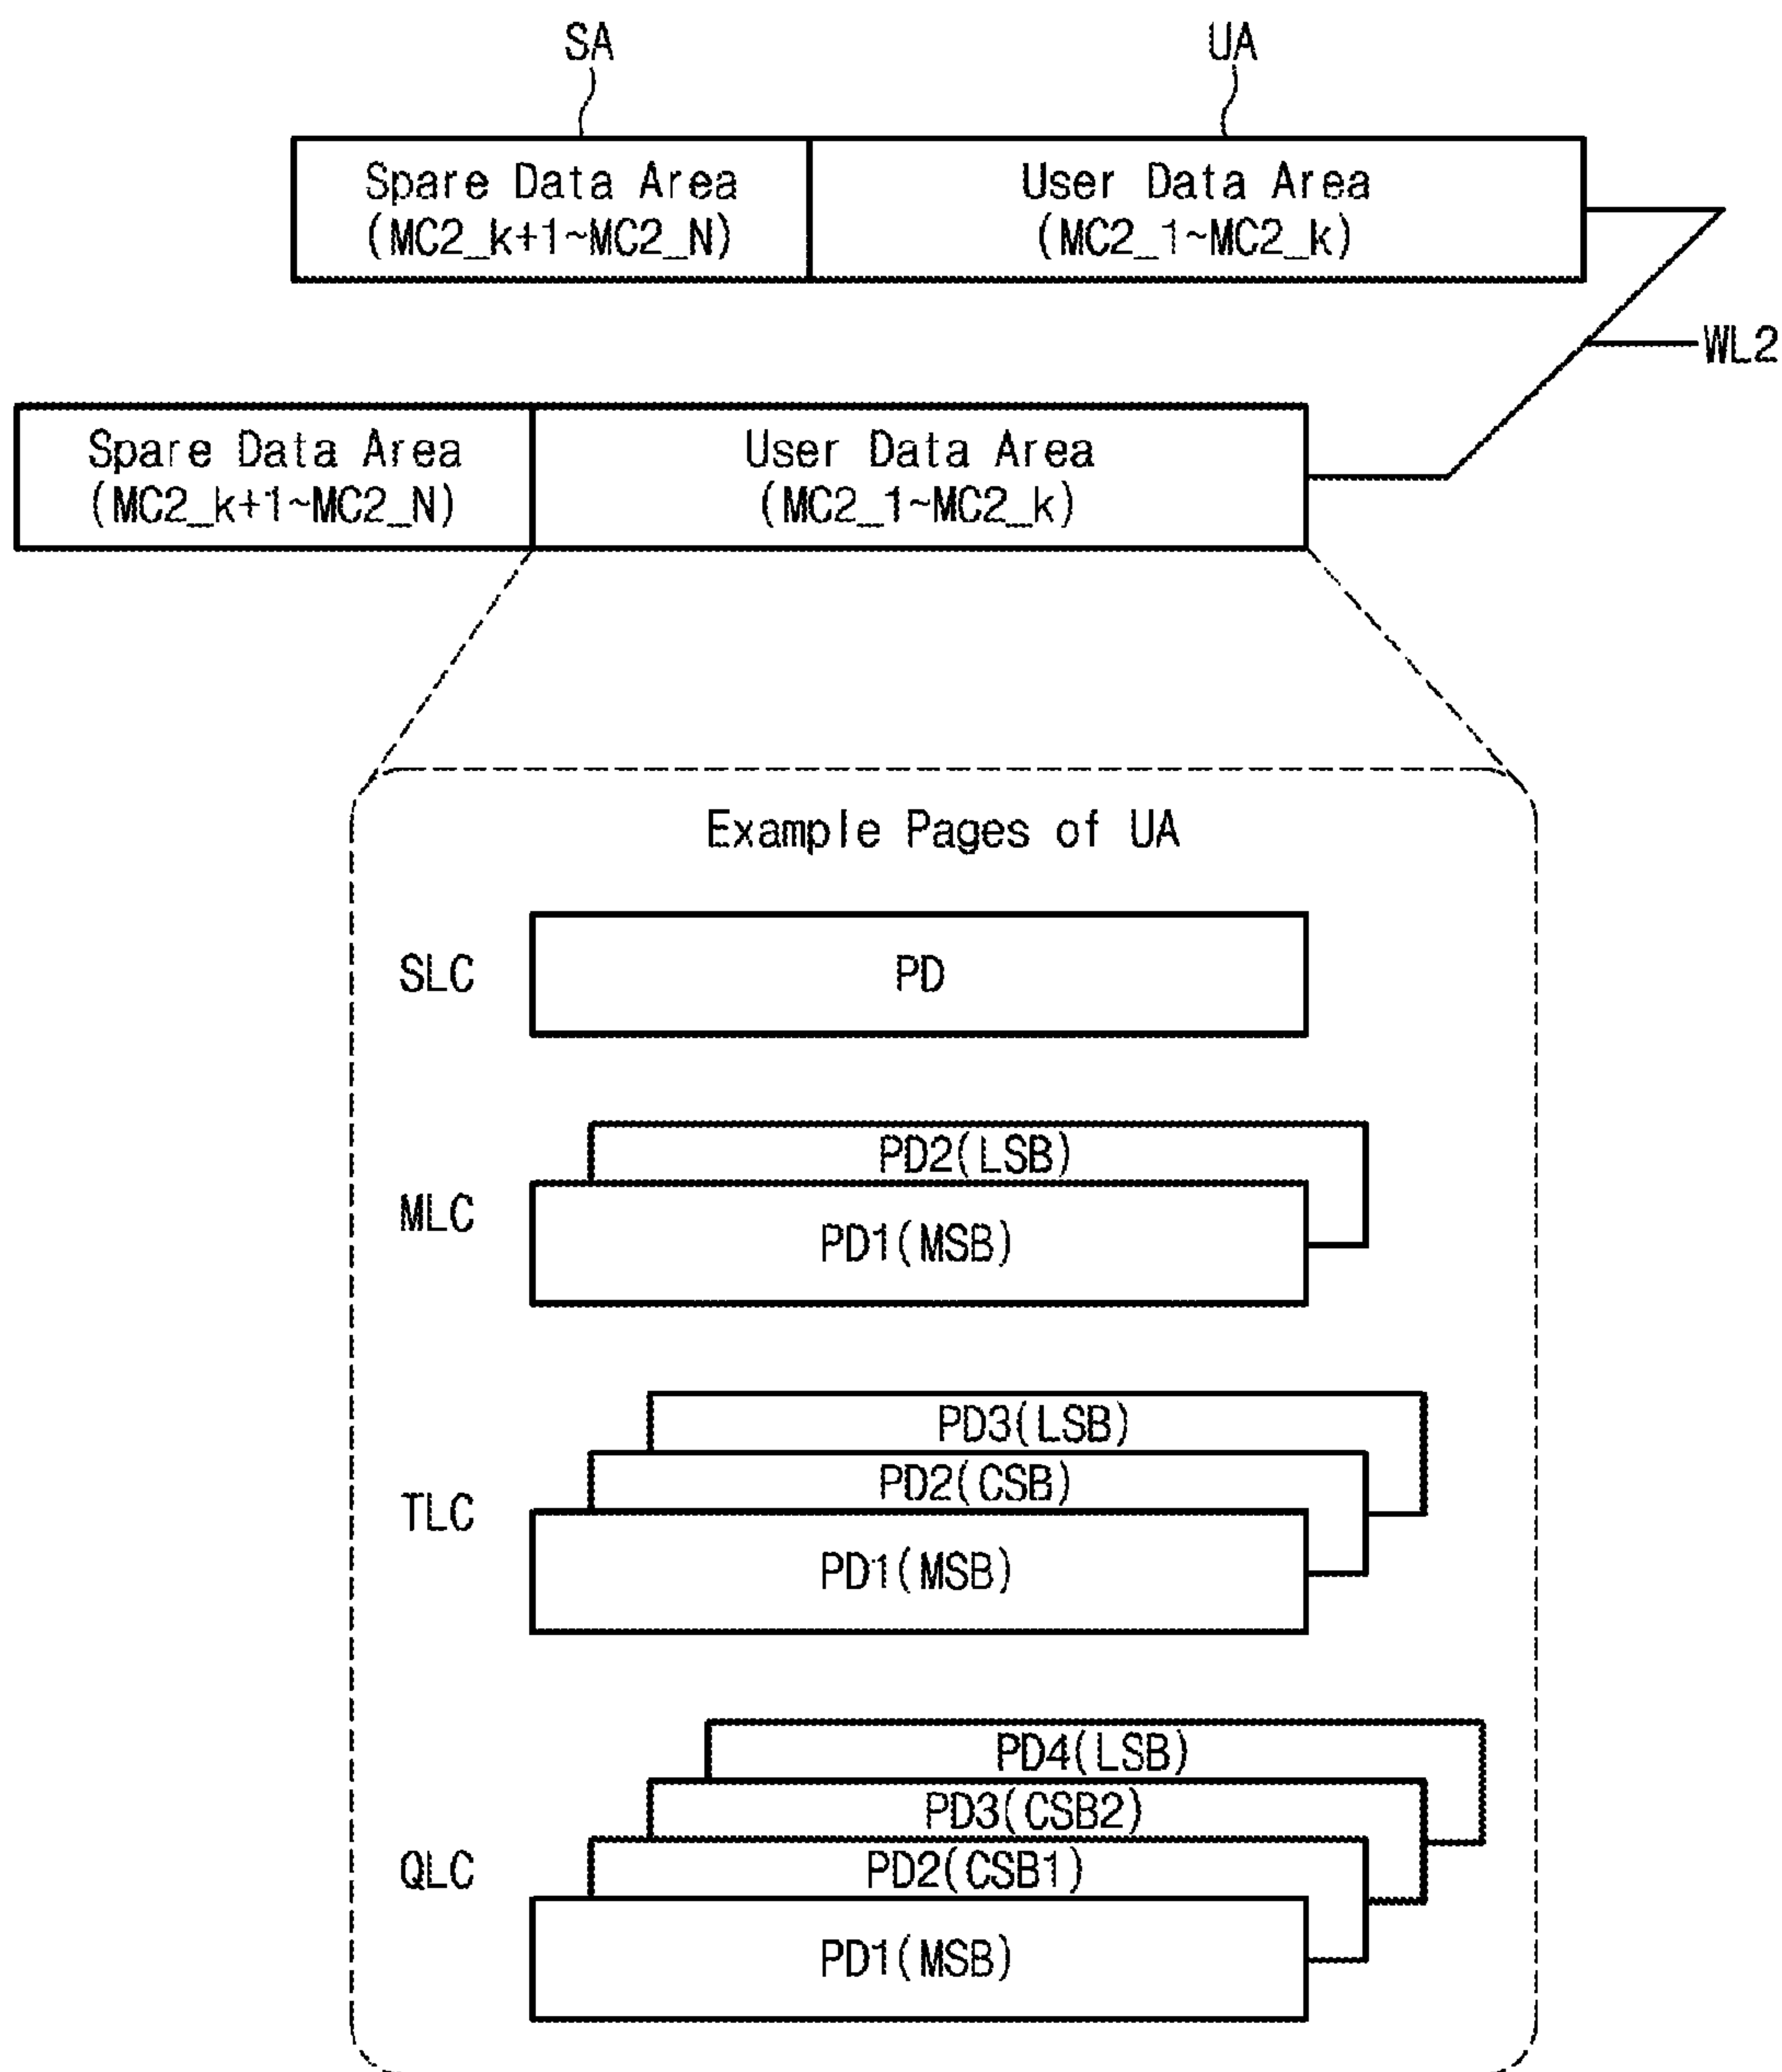 SA
UA
Spare Data Area
(MC2_k+1~MC2_N)
User Data Area
(MC2_1~MC2_k)
WL2
Spare Data Area
(MC2_k+1~MC2_N)
User Data Area
(MC2_1~MC2_k)
Example Pages of UA
SLC
PD
MLC
PD2(LSB)
PD1(MSB)
TLC
PD3(LSB)
PD2(CSB)
PD1(MSB)
QLC
PD4(LSB)
PD3(CSB2)
PD2(CSB1)
PD1(MSB)